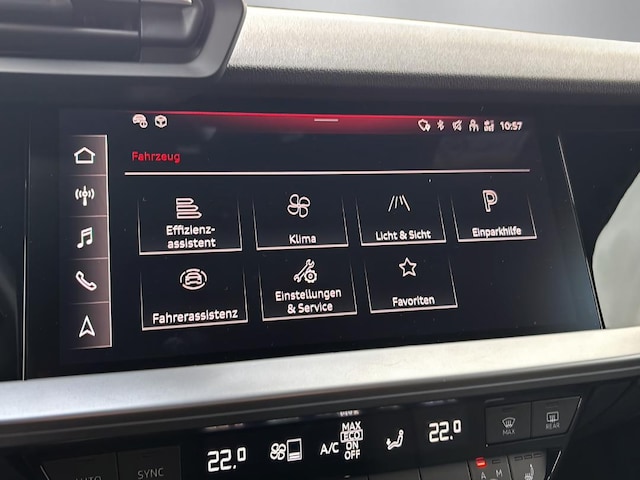 10:57
Fahrzeug
Effizienz-
assistent
Klima
Licht & Sicht
P
Einparkhilfe
Fahrerassistenz
Einstellungen
& Service
Favoriten
22.0
A/C
MAX
ECO
ON
OFF
22.0
MAX
REAR
AUTO
SYNC
A
M